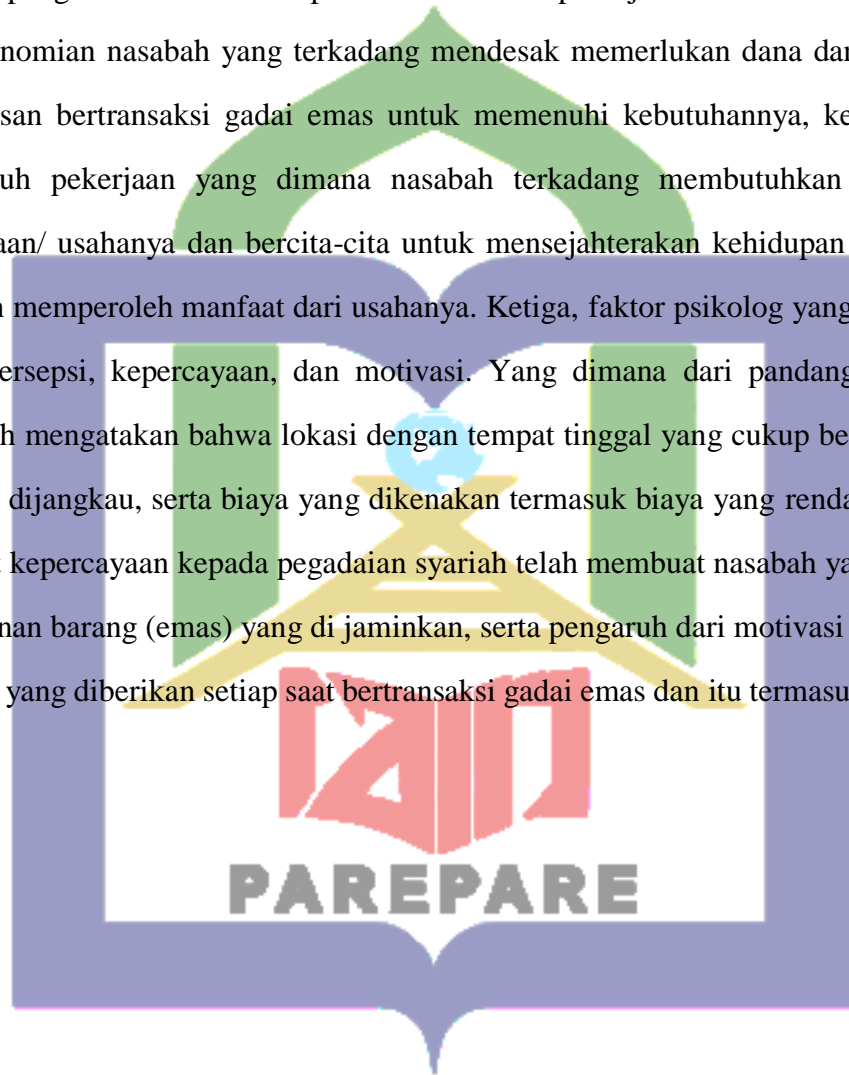 nomian nasabah yang terkadang mendesak memerlukan dana dar
san bertransaksi gadai emas untuk memenuhi kebutuhannya, ke
uh pekerjaan yang dimana nasabah terkadang membutuhkan
aan/ usahanya dan bercita-cita untuk mensejahterakan kehidupan
n memperoleh manfaat dari usahanya. Ketiga, faktor psikolog yang
ersepsi, kepercayaan, dan motivasi. Yang dimana dari pandang
h mengatakan bahwa lokasi dengan tempat tinggal yang cukup be
dijangkau, serta biaya yang dikenakan termasuk biaya yang renda
t kepercayaan kepada pegadaian syariah telah membuat nasabah ya
nan barang (emas) yang di jaminkan, serta pengaruh dari motivasi
yang diberikan setiap saat bertransaksi gadai emas dan itu termasu
iain
PAREPARE